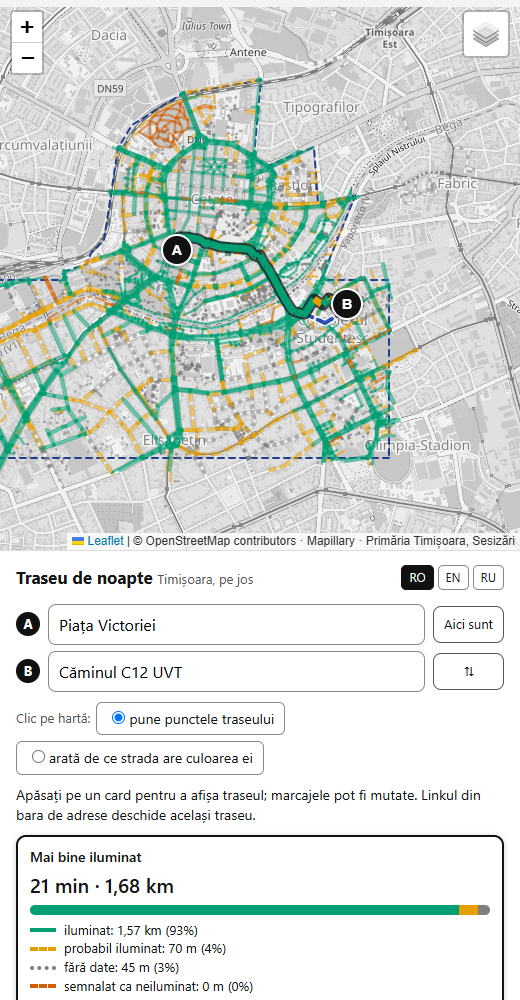 +
−
Dacia
Iulius Town
Antene
Timișoara
Est
DN59
Tipografilor
Splaiul Nistrului
Bega
Fabric
Cetate
A
B
Studențesc
Elisabetin
Olimpia-Stadion
Leaflet | © OpenStreetMap contributors · Mapillary · Primăria Timișoara, Sesizări
Traseu de noapte Timișoara, pe jos
RO EN RU
A Piața Victoriei Aici sunt
B Căminul C12 UVT ⇅
Clic pe hartă: pune punctele traseului
arată de ce strada are culoarea ei
Apăsați pe un card pentru a afișa traseul; marcajele pot fi mutate. Linkul din
bara de adrese deschide același traseu.
Mai bine iluminat
21 min · 1,68 km
iluminat: 1,57 km (93%)
probabil iluminat: 70 m (4%)
fără date: 45 m (3%)
semnalat ca neiluminat: 0 m (0%)